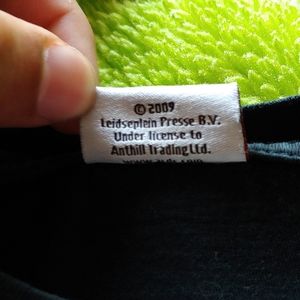 © 2009
Leidseplein Presse B.V.
Under license to
Anthill Trading Ltd.